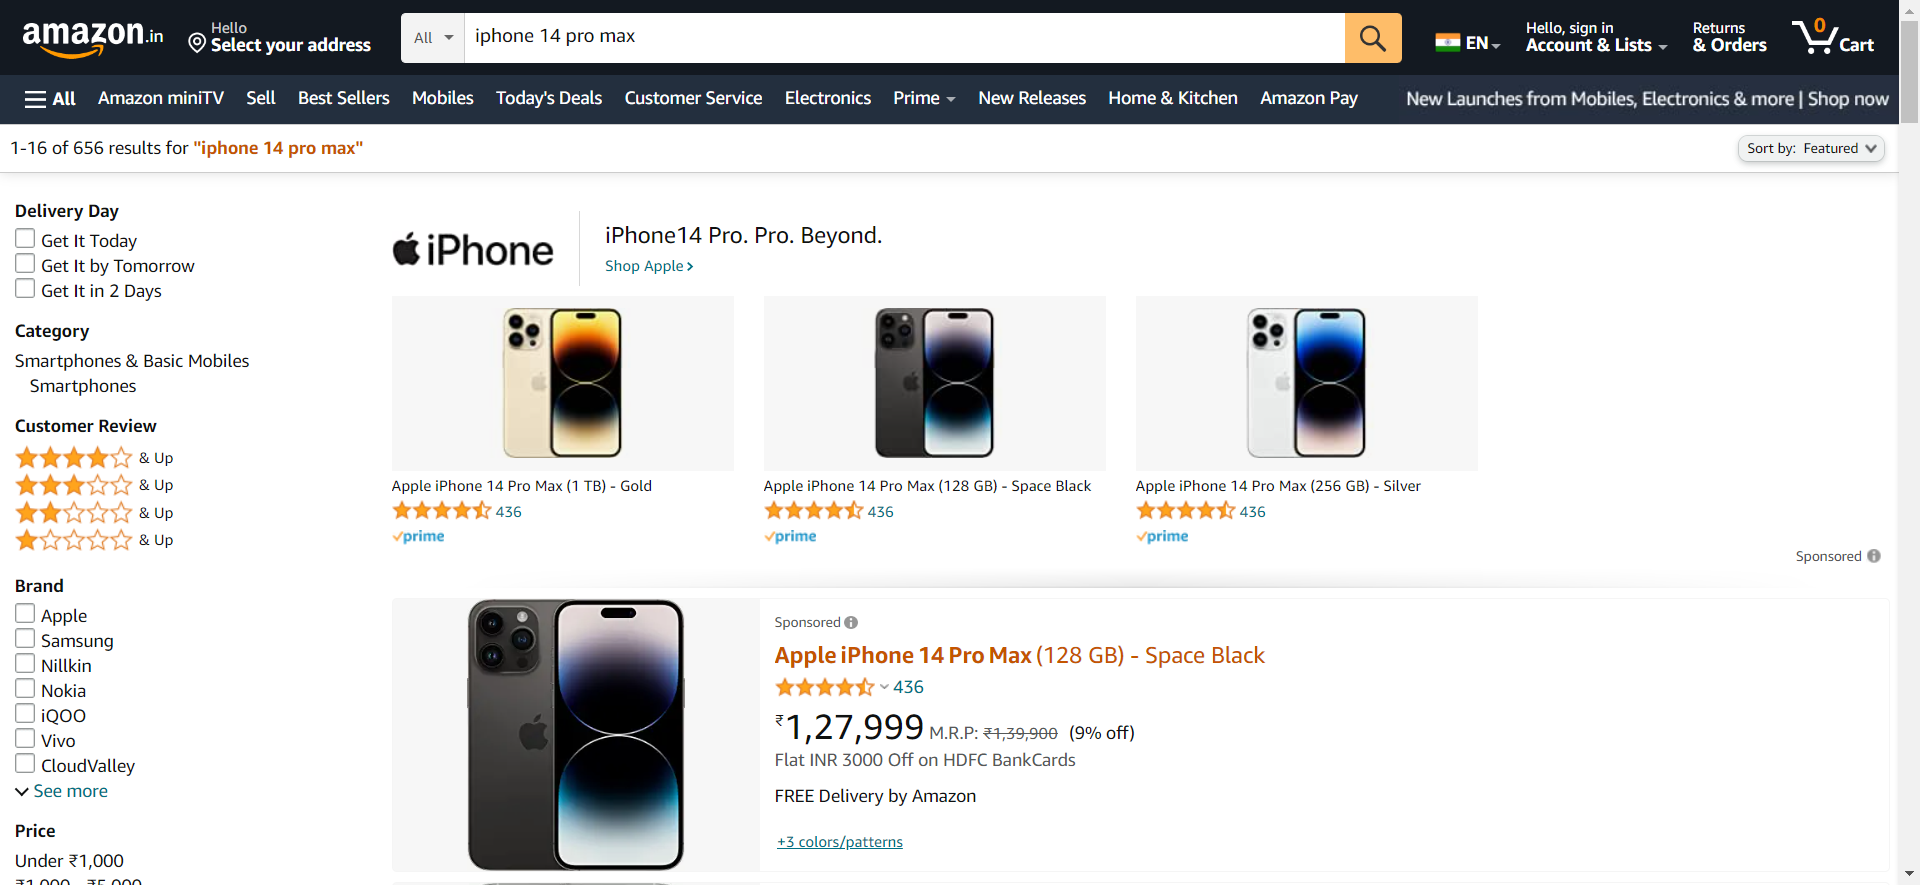 amazon.in
Hello
Select your address
All
iphone 14 pro max
EN
Hello, sign in
Account & Lists
Returns
& Orders
0
Cart
All
Amazon miniTV
Sell
Best Sellers
Mobiles
Today's Deals
Customer Service
Electronics
Prime
New Releases
Home & Kitchen
Amazon Pay
New Launches from Mobiles, Electronics & more | Shop now
1-16 of 656 results for "iphone 14 pro max"
Sort by: Featured
Delivery Day
Get It Today
Get It by Tomorrow
Get It in 2 Days
Category
Smartphones & Basic Mobiles
Smartphones
Customer Review
& Up
& Up
& Up
& Up
Brand
Apple
Samsung
Nillkin
Nokia
iQOO
Vivo
CloudValley
See more
Price
Under ₹1,000
₹1,000 - ₹5,000
iPhone
iPhone14 Pro. Pro. Beyond.
Shop Apple
Apple iPhone 14 Pro Max (1 TB) - Gold
436
prime
Apple iPhone 14 Pro Max (128 GB) - Space Black
436
prime
Apple iPhone 14 Pro Max (256 GB) - Silver
436
prime
Sponsored
Sponsored
Apple iPhone 14 Pro Max (128 GB) - Space Black
436
₹1,27,999 M.R.P: ₹1,39,900 (9% off)
Flat INR 3000 Off on HDFC BankCards
FREE Delivery by Amazon
+3 colors/patterns